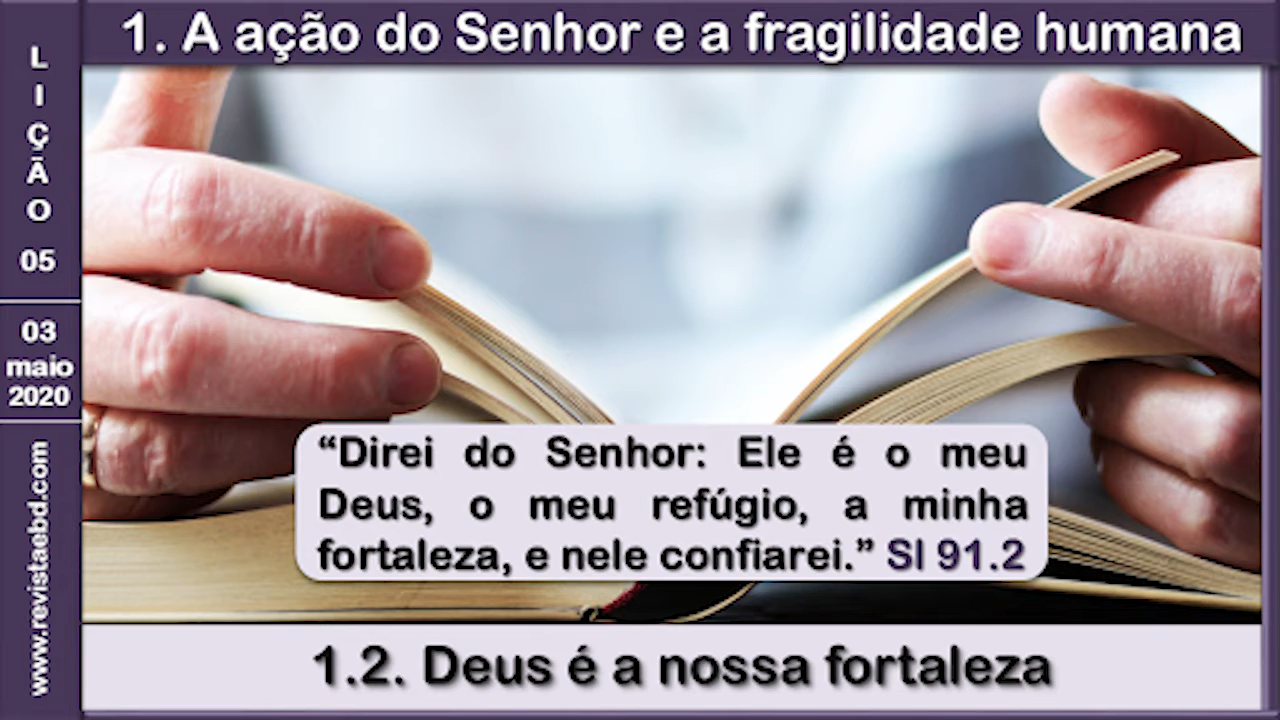 1. A ação do Senhor e a fragilidade humana
LIÇÃO
05
03
maio
2020
www.revistaebd.com
“Direi do Senhor: Ele é o meu
Deus, o meu refúgio, a minha
fortaleza, e nele confiarei.” Sl 91.2
1.2. Deus é a nossa fortaleza